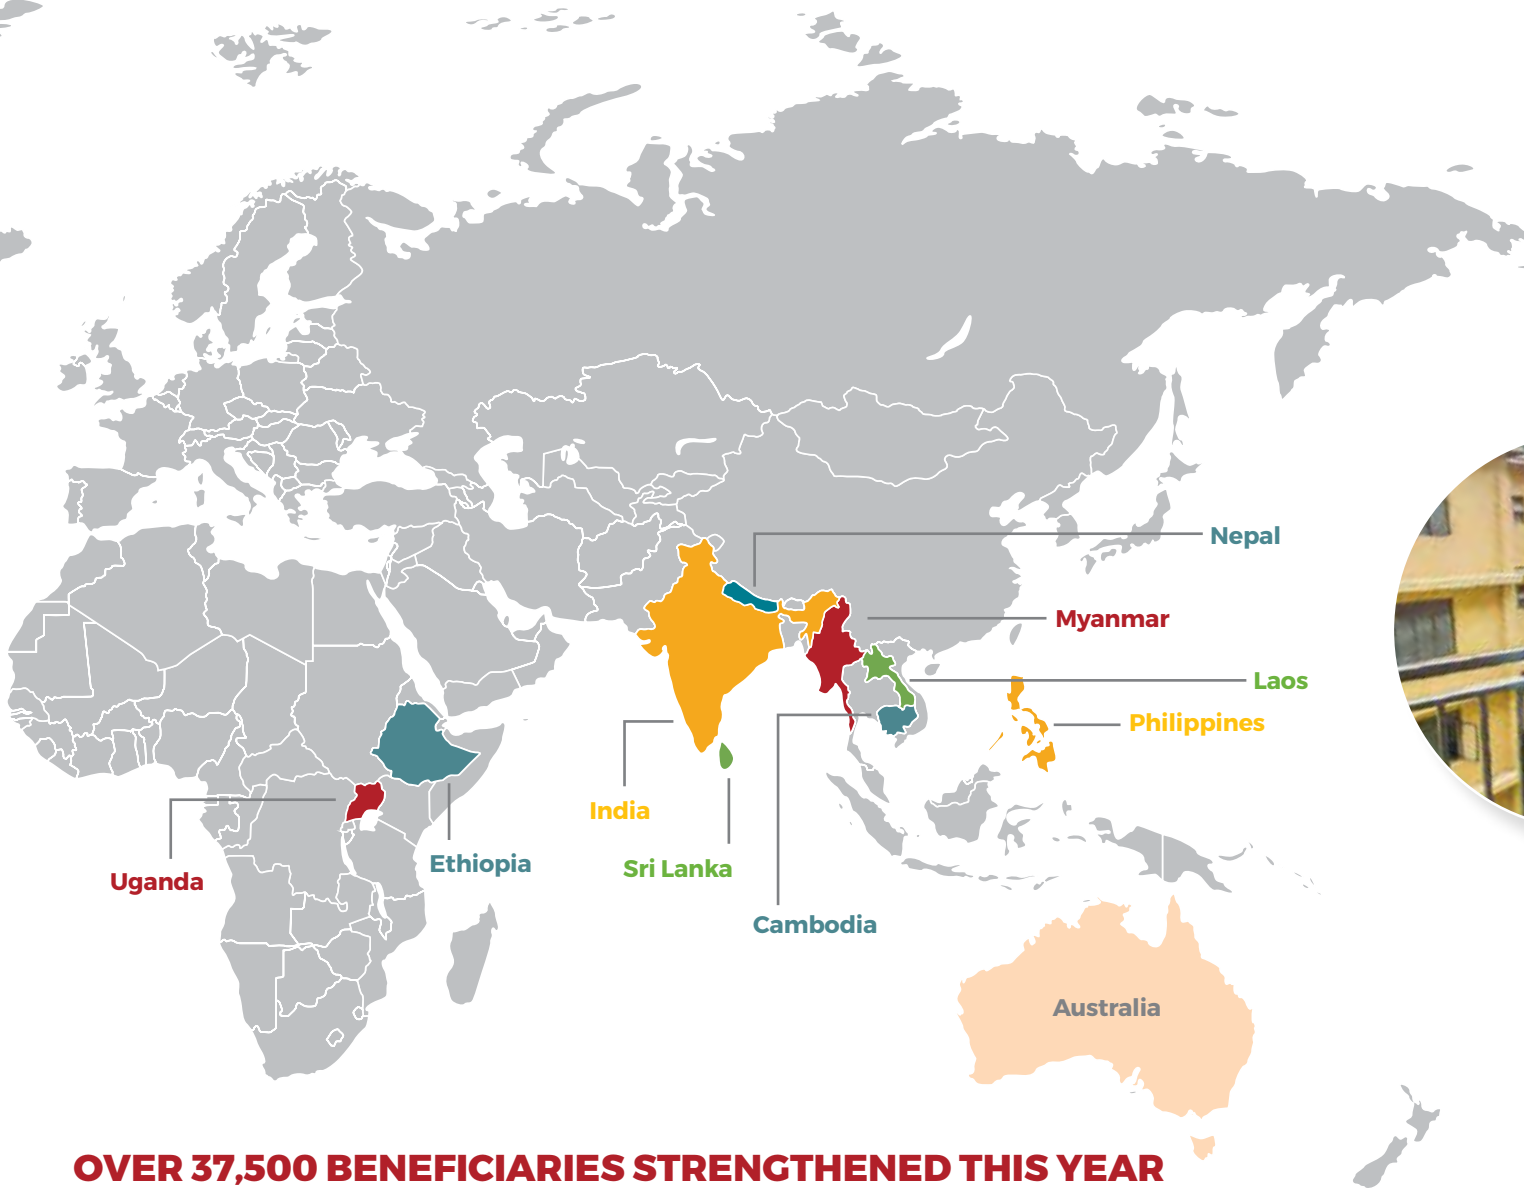 Nepal
Myanmar
Laos
Philippines
India
Ethiopia
Sri Lanka
Uganda
Cambodia
Australia
OVER 37,500 BENEFICIARIES STRENGTHENED THIS YEAR